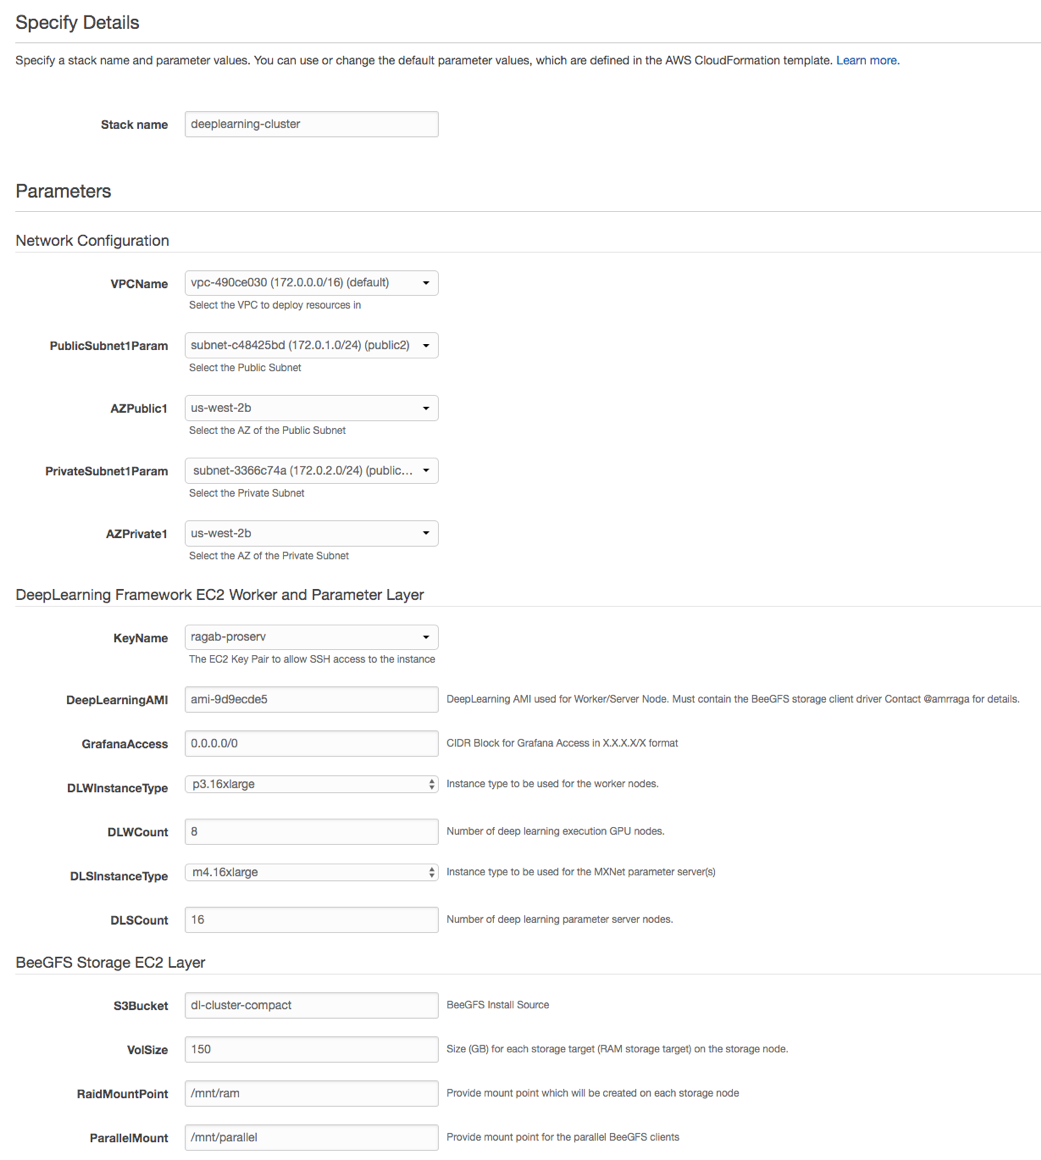 Specify Details
Specify a stack name and parameter values. You can use or change the default parameter values, which are defined in the AWS CloudFormation template. Learn more.
Stack name deeplearning-cluster
Parameters
Network Configuration
VPCName vpc-490ce030 (172.0.0.0/16) (default)
Select the VPC to deploy resources in
PublicSubnet1Param subnet-c48425bd (172.0.1.0/24) (public2)
Select the Public Subnet
AZPublic1 us-west-2b
Select the AZ of the Public Subnet
PrivateSubnet1Param subnet-3366c74a (172.0.2.0/24) (public...
Select the Private Subnet
AZPrivate1 us-west-2b
Select the AZ of the Private Subnet
DeepLearning Framework EC2 Worker and Parameter Layer
KeyName ragab-proserv
The EC2 Key Pair to allow SSH access to the instance
DeepLearningAMI ami-9d9ecde5 DeepLearning AMI used for Worker/Server Node. Must contain the BeeGFS storage client driver Contact @amrraga for details.
GrafanaAccess 0.0.0.0/0 CIDR Block for Grafana Access in X.X.X.X/X format
DLWInstanceType p3.16xlarge Instance type to be used for the worker nodes.
DLWCount 8 Number of deep learning execution GPU nodes.
DLSInstanceType m4.16xlarge Instance type to be used for the MXNet parameter server(s)
DLSCount 16 Number of deep learning parameter server nodes.
BeeGFS Storage EC2 Layer
S3Bucket dl-cluster-compact BeeGFS Install Source
VolSize 150 Size (GB) for each storage target (RAM storage target) on the storage node.
RaidMountPoint /mnt/ram Provide mount point which will be created on each storage node
ParallelMount /mnt/parallel Provide mount point for the parallel BeeGFS clients